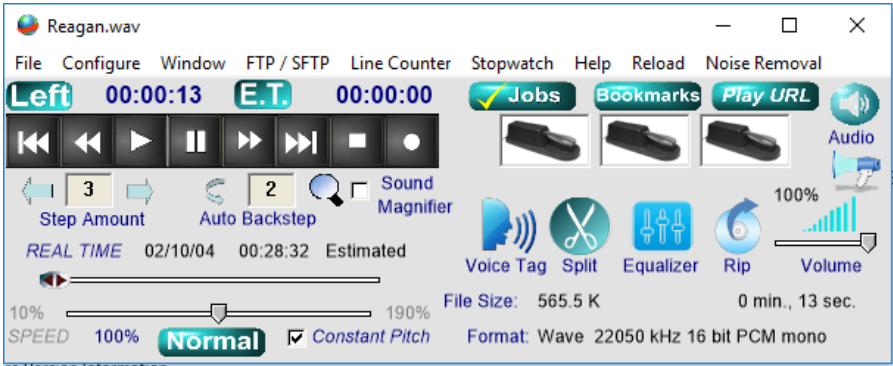 Reagan.wav
File Configure Window FTP / SFTP Line Counter Stopwatch Help Reload Noise Removal
Left 00:00:13 E.T. 00:00:00 Jobs Bookmarks Play URL
Audio
3 2 Sound Magnifier
Step Amount Auto Backstep
100%
REAL TIME 02/10/04 00:28:32 Estimated
Voice Tag Split Equalizer Rip Volume
10% 190%
File Size: 565.5 K 0 min., 13 sec.
SPEED 100% Normal Constant Pitch
Format: Wave 22050 kHz 16 bit PCM mono